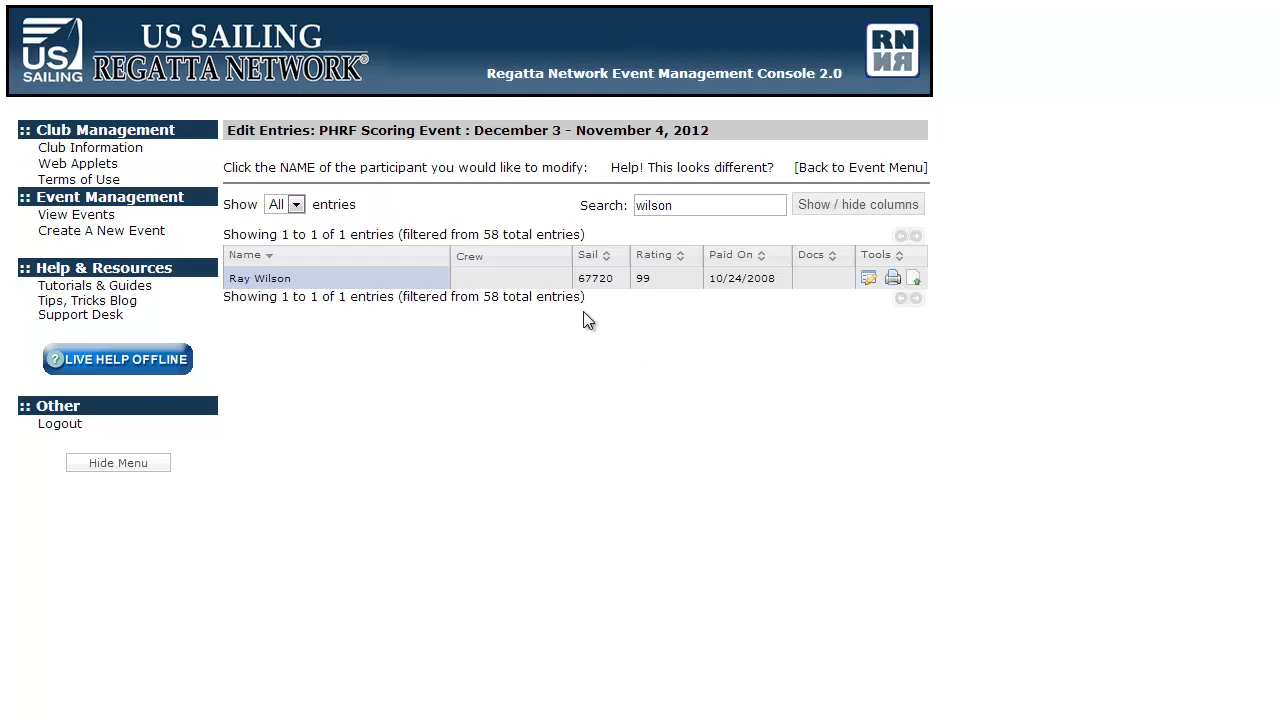 US SAILING
US SAILING
REGATTA NETWORK®
Regatta Network Event Management Console 2.0
RN
NR
:: Club Management
Club Information
Web Applets
Terms of Use
:: Event Management
View Events
Create A New Event
:: Help & Resources
Tutorials & Guides
Tips, Tricks Blog
Support Desk
? LIVE HELP OFFLINE
:: Other
Logout
Hide Menu
Edit Entries: PHRF Scoring Event : December 3 - November 4, 2012
Click the NAME of the participant you would like to modify: Help! This looks different? [Back to Event Menu]
Show All entries Search: wilson Show / hide columns
Showing 1 to 1 of 1 entries (filtered from 58 total entries)
Name Crew Sail Rating Paid On Docs Tools
Ray Wilson 67720 99 10/24/2008
Showing 1 to 1 of 1 entries (filtered from 58 total entries)